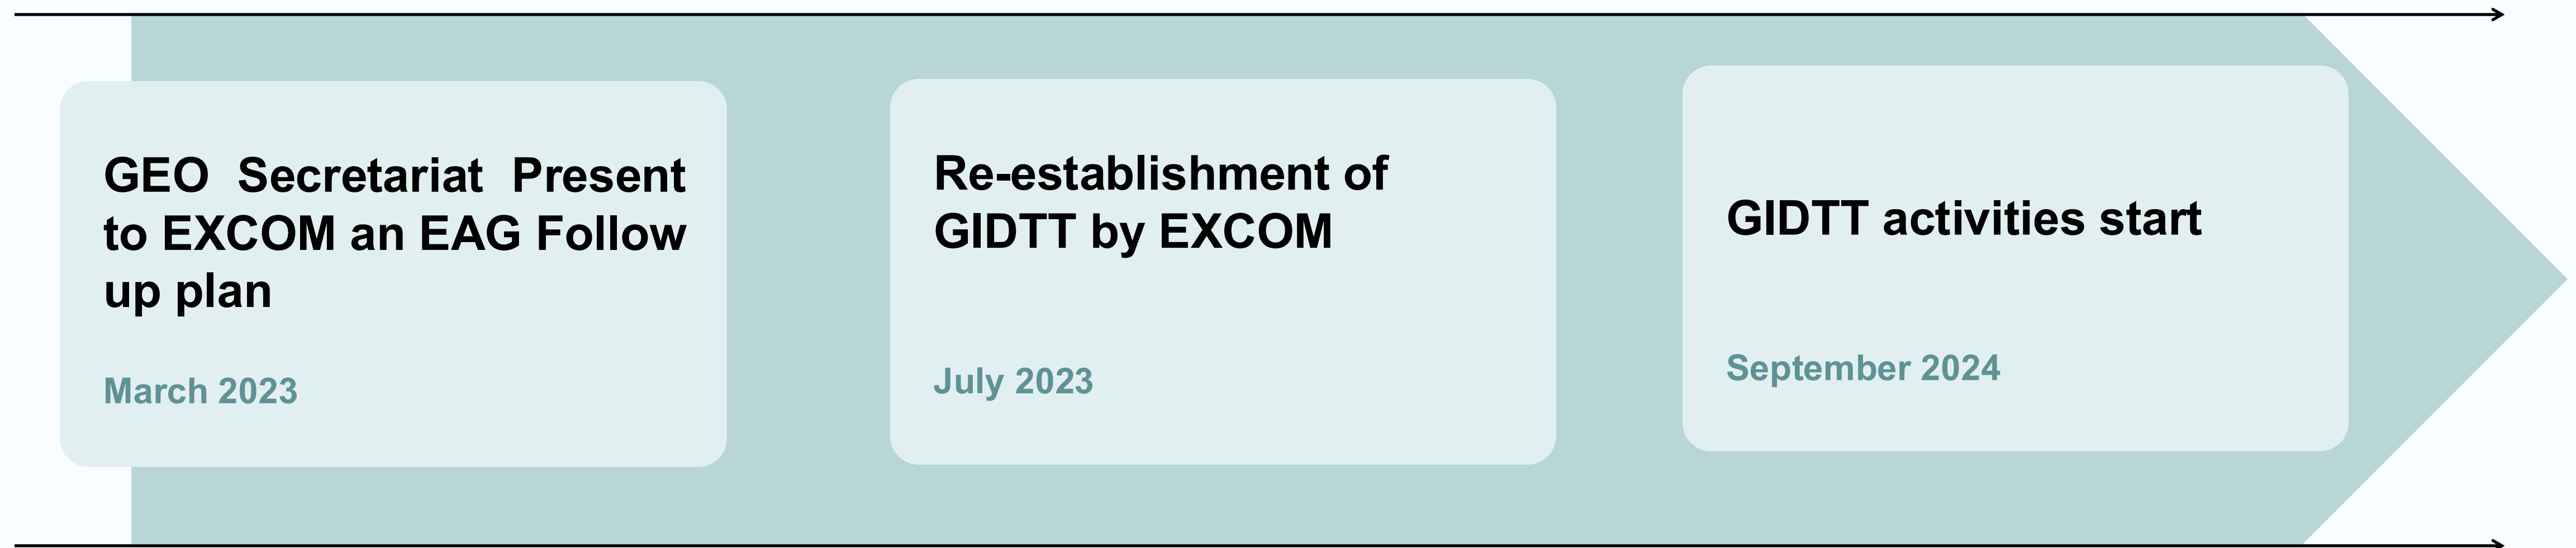 GEO Secretariat Present
to EXCOM an EAG Follow
up plan
March 2023
Re-establishment of
GIDTT by EXCOM
July 2023
GIDTT activities start
September 2024